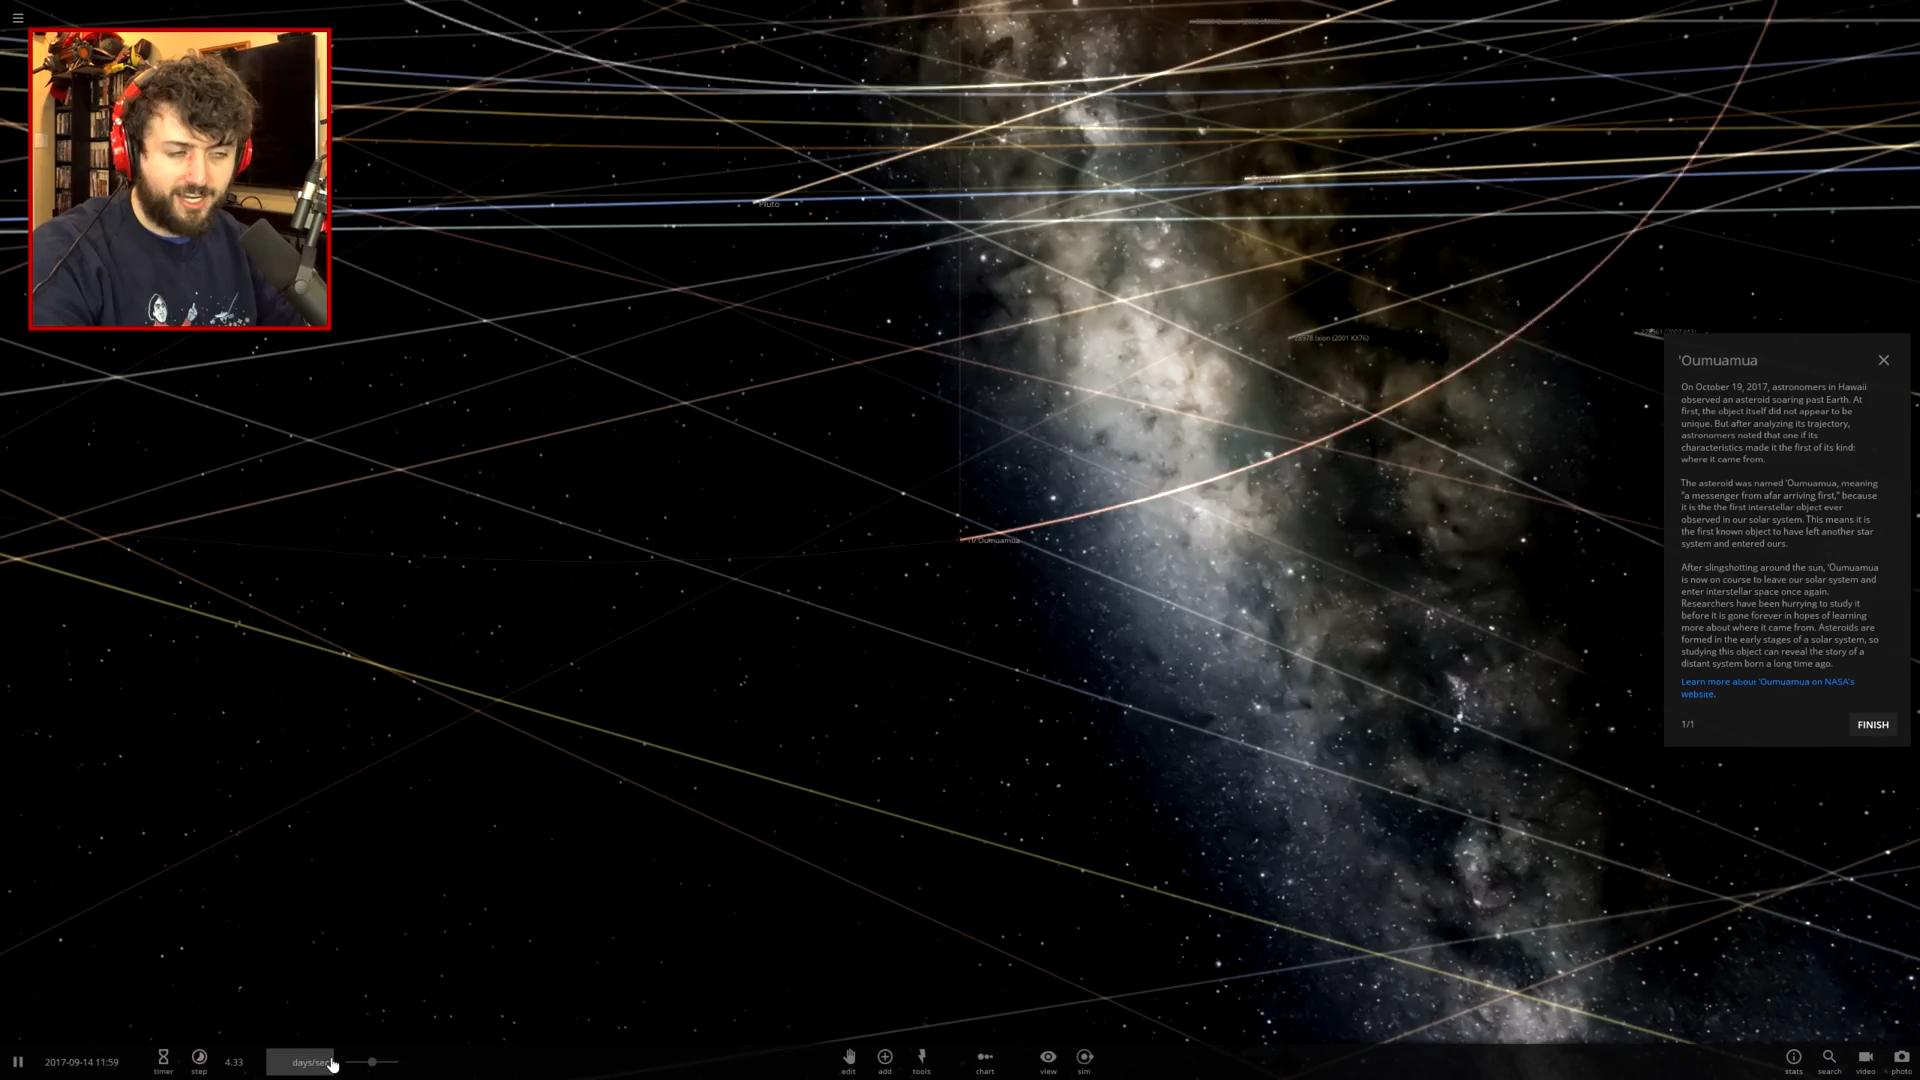 Pluto
28978 Ixion (2001 KX76)
1I/'Oumuamua
'Oumuamua
On October 19, 2017, astronomers in Hawaii
observed an asteroid soaring past Earth. At
first, the object itself did not appear to be
unique. But after analyzing its trajectory,
astronomers noted that one if its
characteristics made it the first of its kind:
where it came from.
The asteroid was named 'Oumuamua, meaning
"a messenger from afar arriving first," because
it is the the first interstellar object ever
observed in our solar system. This means it is
the first known object to have left another star
system and entered ours.
After slingshotting around the sun, 'Oumuamua
is now on course to leave our solar system and
enter interstellar space once again.
Researchers have been hurrying to study it
before it is gone forever in hopes of learning
more about where it came from. Asteroids are
formed in the early stages of a solar system, so
studying this object can reveal the story of a
distant system born a long time ago.
Learn more about 'Oumuamua on NASA's
website.
1/1 FINISH
2017-09-14 11:59 timer step 4.33 days/sec edit add tools chart view sim stats search video photo